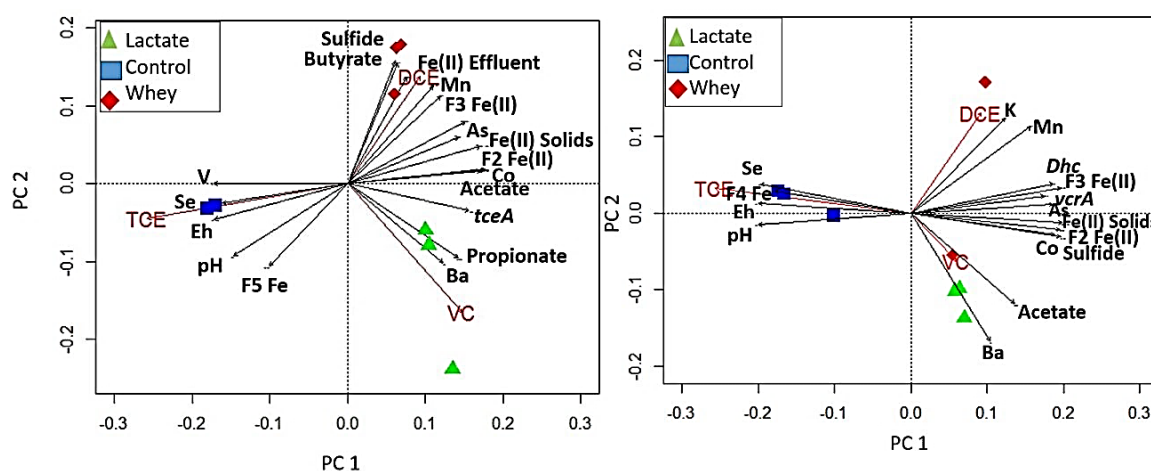 Lactate
Control
Whey
Sulfide
Butyrate
Fe(II) Effluent
DCE
Mn
F3 Fe(II)
As
Fe(II) Solids
F2 Fe(II)
Co
Acetate
tceA
V
Se
TCE
Eh
pH
F5 Fe
Propionate
Ba
VC
PC 2
0.2
0.1
0.0
-0.1
-0.2
-0.3
-0.2
-0.1
0.0
0.1
0.2
0.3
PC 1
Lactate
Control
Whey
DCE
K
Mn
Se
TCE
F4 Fe
Eh
pH
Dhc
F3 Fe(II)
vcrA
As
Fe(II) Solids
F2 Fe(II)
Co Sulfide
VC
Acetate
Ba
PC 2
0.2
0.1
0.0
-0.1
-0.2
-0.3
-0.2
-0.1
0.0
0.1
0.2
0.3
PC 1